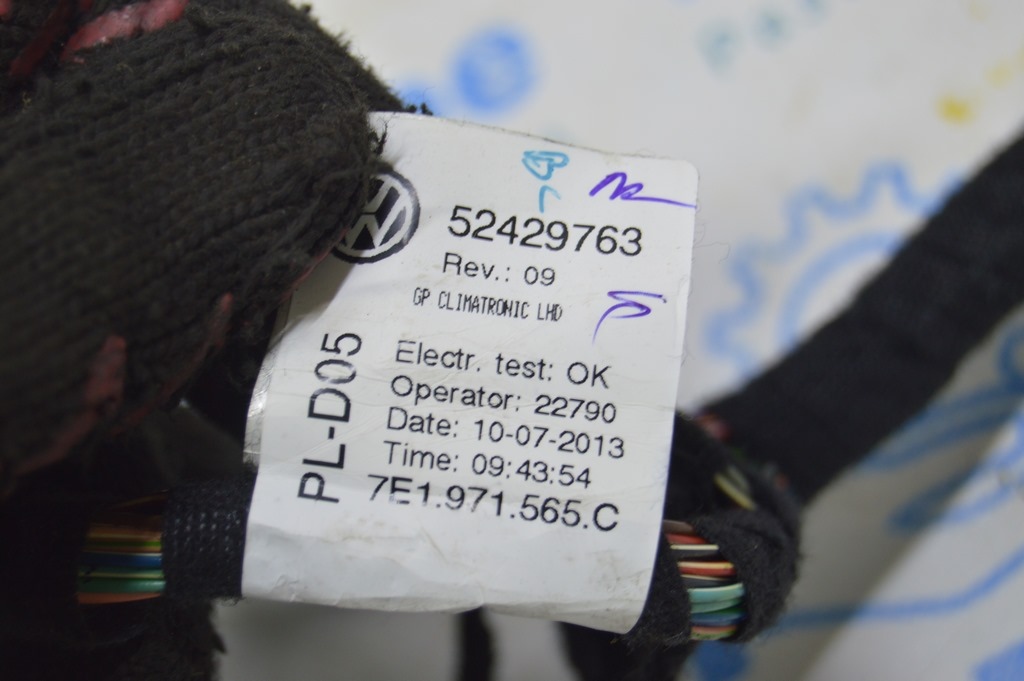 52429763
Rev.: 09
GP CLIMATRONIC LHD
Electr. test: OK
Operator: 22790
Date: 10-07-2013
Time: 09:43:54
7E1.971.565.C
PL-D05